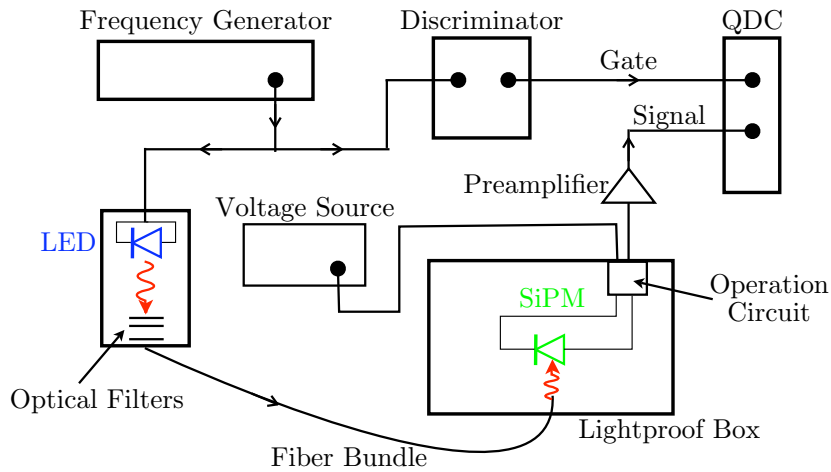 Frequency Generator
Discriminator
QDC
Gate
Signal
Preamplifier
Voltage Source
LED
SiPM
Operation
Circuit
Optical Filters
Lightproof Box
Fiber Bundle